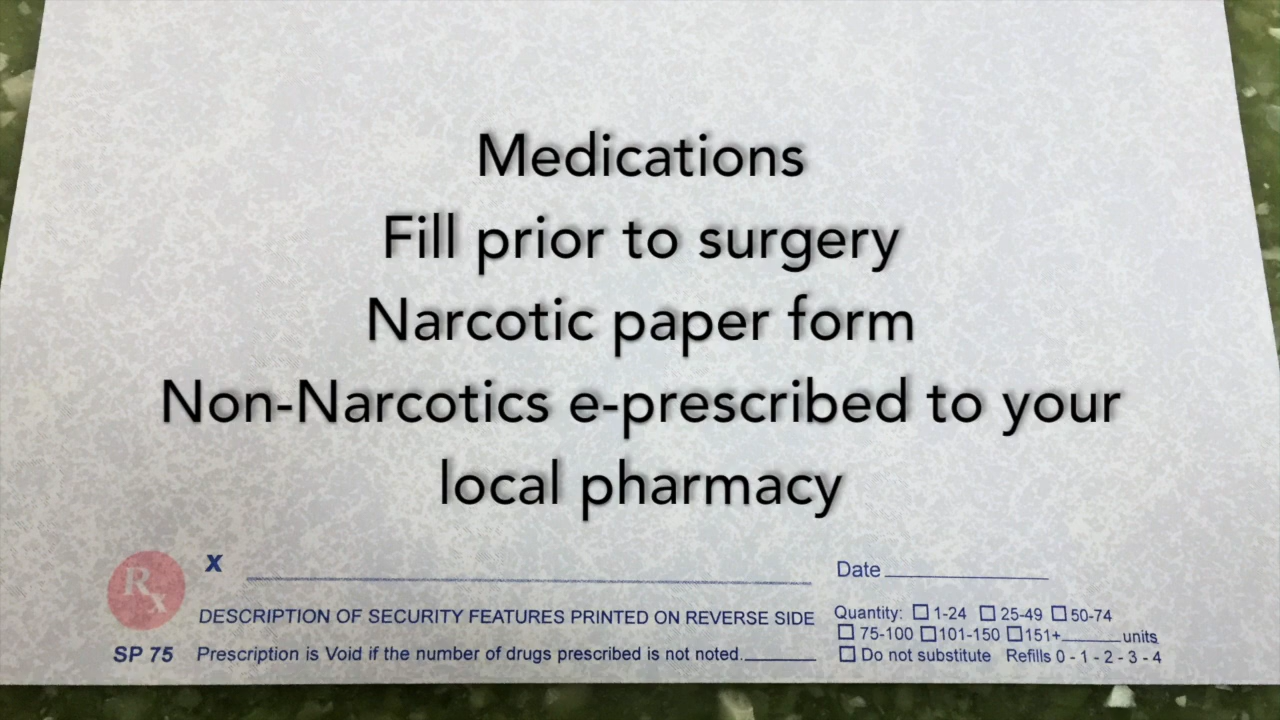 Medications
Fill prior to surgery
Narcotic paper form
Non-Narcotics e-prescribed to your
local pharmacy
X
Date
Rx
DESCRIPTION OF SECURITY FEATURES PRINTED ON REVERSE SIDE
Quantity: ☐ 1-24 ☐ 25-49 ☐ 50-74
☐ 75-100 ☐ 101-150 ☐ 151+______units
SP 75 Prescription is Void if the number of drugs prescribed is not noted.________
☐ Do not substitute Refills 0 - 1 - 2 - 3 - 4